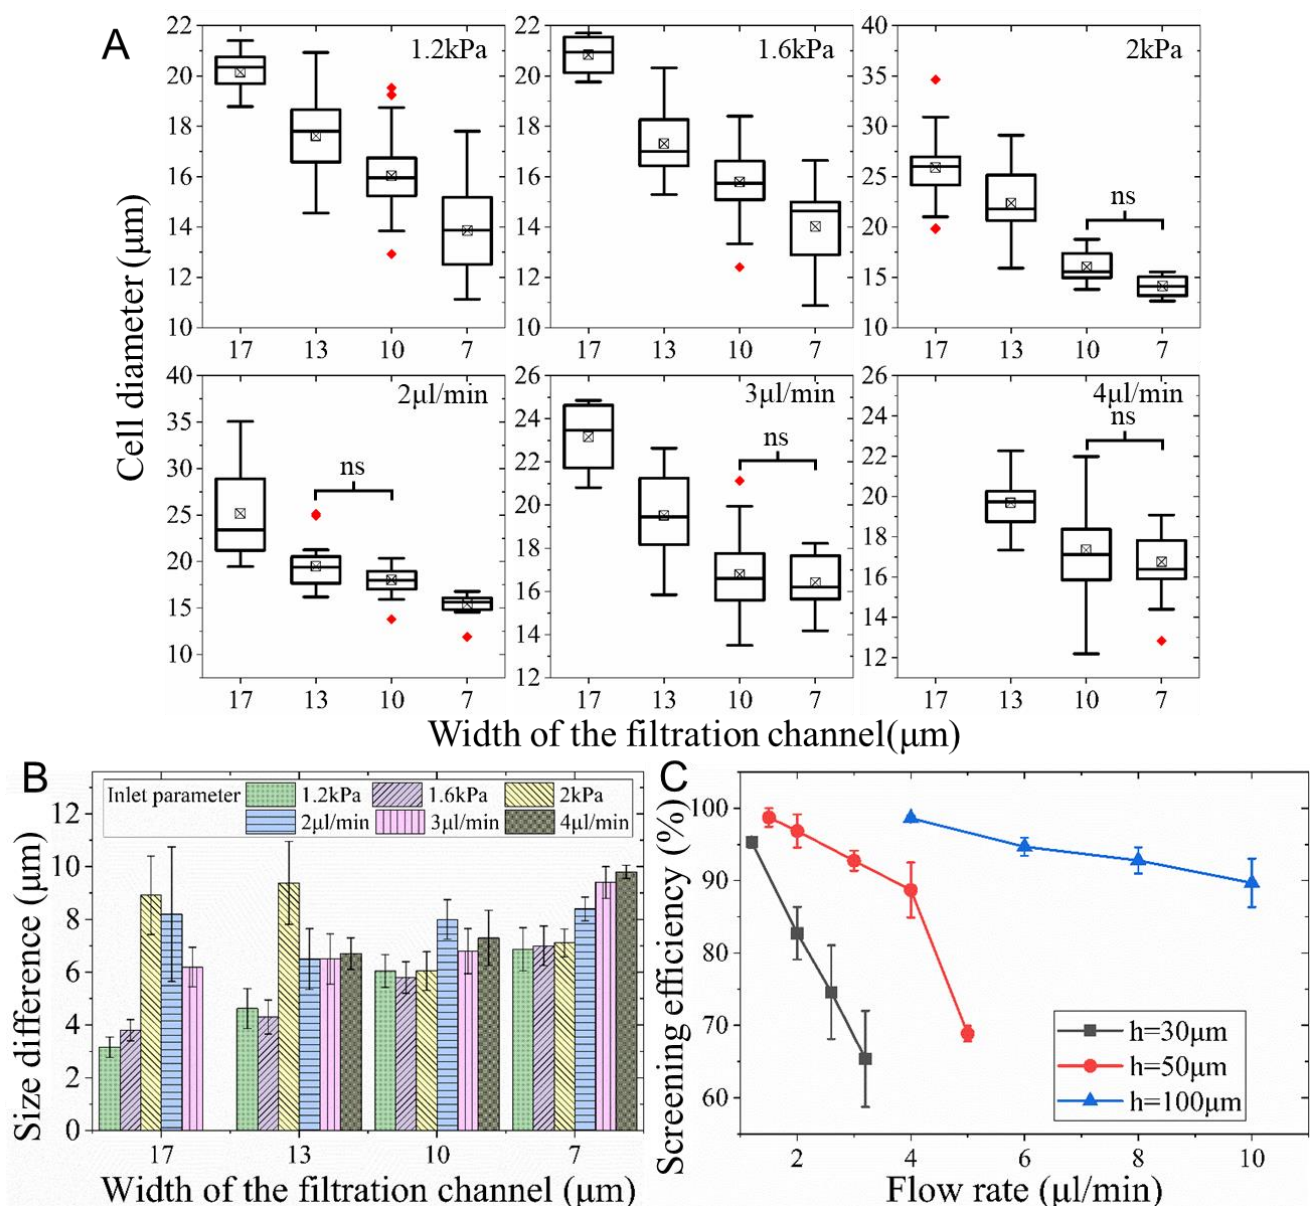 A
Cell diameter (μm)
1.2kPa
22
20
18
16
14
12
10
17 13 10 7
1.6kPa
22
20
18
16
14
12
10
17 13 10 7
2kPa
ns
40
35
30
25
20
15
10
17 13 10 7
2μl/min
ns
40
35
30
25
20
15
10
17 13 10 7
3μl/min
ns
26
24
22
20
18
16
14
12
17 13 10 7
4μl/min
ns
26
24
22
20
18
16
14
12
17 13 10 7
Width of the filtration channel(μm)
B
Inlet parameter 1.2kPa 1.6kPa 2kPa
2μl/min 3μl/min 4μl/min
Size difference (μm)
12
10
8
6
4
2
0
17 13 10 7
Width of the filtration channel (μm)
C
Screening efficiency (%)
100
90
80
70
60
h=30μm
h=50μm
h=100μm
2 4 6 8 10
Flow rate (μl/min)